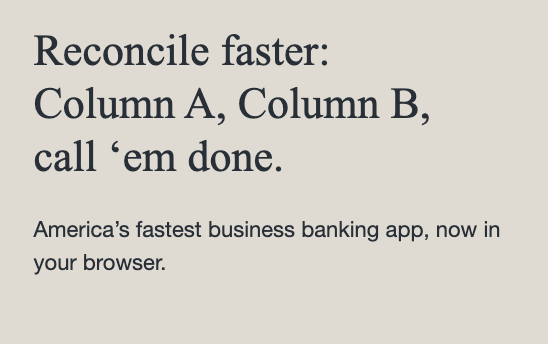 Reconcile faster:
Column A, Column B,
call ‘em done.
America’s fastest business banking app, now in
your browser.